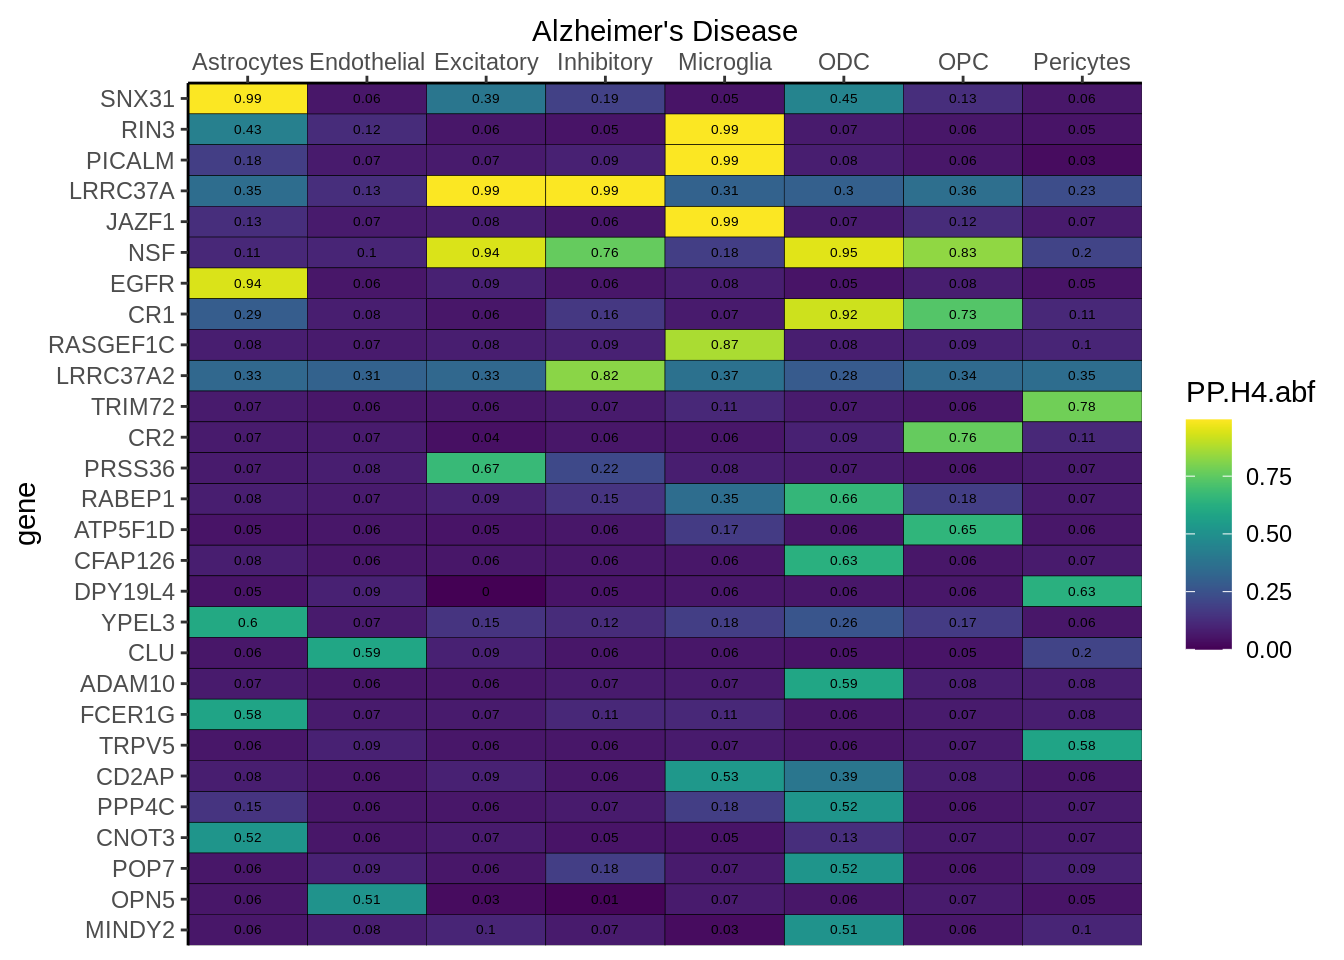 Alzheimer's Disease
Astrocytes Endothelial Excitatory Inhibitory Microglia ODC OPC Pericytes
SNX31 0.99 0.06 0.39 0.19 0.05 0.45 0.13 0.06
RIN3 0.43 0.12 0.06 0.05 0.99 0.07 0.06 0.05
PICALM 0.18 0.07 0.07 0.09 0.99 0.08 0.06 0.03
LRRC37A 0.35 0.13 0.99 0.99 0.31 0.3 0.36 0.23
JAZF1 0.13 0.07 0.08 0.06 0.99 0.07 0.12 0.07
NSF 0.11 0.1 0.94 0.76 0.18 0.95 0.83 0.2
EGFR 0.94 0.06 0.09 0.06 0.08 0.05 0.08 0.05
CR1 0.29 0.08 0.06 0.16 0.07 0.92 0.73 0.11
RASGEF1C 0.08 0.07 0.08 0.09 0.87 0.08 0.09 0.1
LRRC37A2 0.33 0.31 0.33 0.82 0.37 0.28 0.34 0.35
TRIM72 0.07 0.06 0.06 0.07 0.11 0.07 0.06 0.78
CR2 0.07 0.07 0.04 0.06 0.06 0.09 0.76 0.11
PRSS36 0.07 0.08 0.67 0.22 0.08 0.07 0.06 0.07
RABEP1 0.08 0.07 0.09 0.15 0.35 0.66 0.18 0.07
ATP5F1D 0.05 0.06 0.05 0.06 0.17 0.06 0.65 0.06
CFAP126 0.08 0.06 0.06 0.06 0.06 0.63 0.06 0.07
DPY19L4 0.05 0.09 0 0.05 0.06 0.06 0.06 0.63
YPEL3 0.6 0.07 0.15 0.12 0.18 0.26 0.17 0.06
CLU 0.06 0.59 0.09 0.06 0.06 0.05 0.05 0.2
ADAM10 0.07 0.06 0.06 0.07 0.07 0.59 0.08 0.08
FCER1G 0.58 0.07 0.07 0.11 0.11 0.06 0.07 0.08
TRPV5 0.06 0.09 0.06 0.06 0.07 0.06 0.07 0.58
CD2AP 0.08 0.06 0.09 0.06 0.53 0.39 0.08 0.06
PPP4C 0.15 0.06 0.06 0.07 0.18 0.52 0.06 0.07
CNOT3 0.52 0.06 0.07 0.05 0.05 0.13 0.07 0.07
POP7 0.06 0.09 0.06 0.18 0.07 0.52 0.06 0.09
OPN5 0.06 0.51 0.03 0.01 0.07 0.06 0.07 0.05
MINDY2 0.06 0.08 0.1 0.07 0.03 0.51 0.06 0.1
gene
PP.H4.abf
0.75
0.50
0.25
0.00